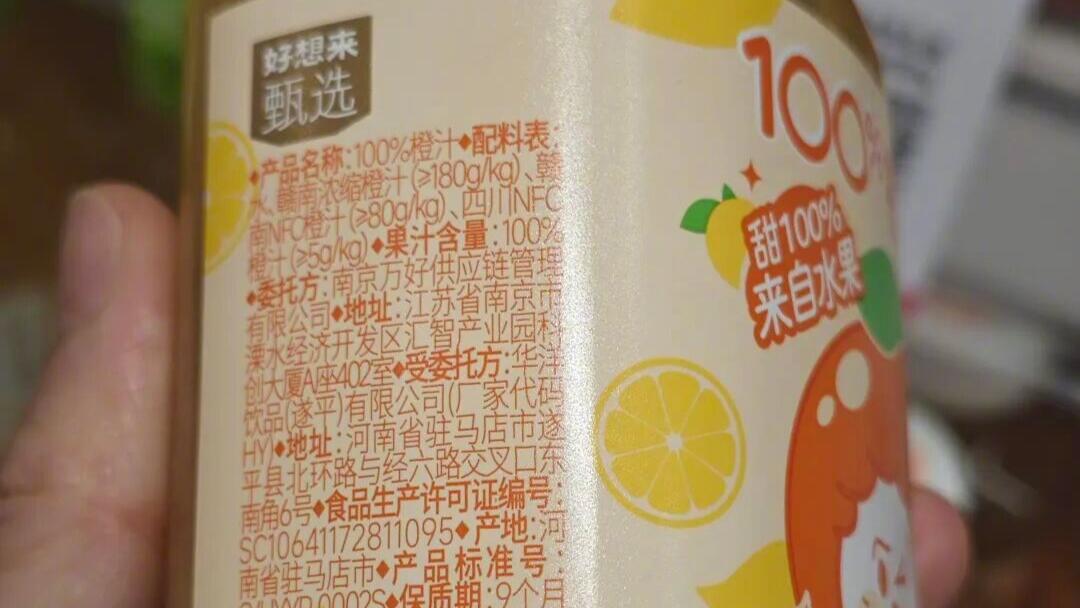 好想来
甄选
◆产品名称:100%橙汁◆配料表:
水、赣南浓缩橙汁(≥180g/kg)、赣
南NFC橙汁(≥80g/kg)、四川NFC
橙汁(≥5g/kg)◆果汁含量:100%
◆委托方:南京万好供应链管理
有限公司◆地址:江苏省南京市
溧水经济开发区汇智产业园科
创大厦A座402室◆受委托方:华洋
饮品(遂平)有限公司(厂家代码
HY)◆地址:河南省驻马店市遂
平县北环路与经六路交叉口东
南角6号◆食品生产许可证编号:
SC10641172811095◆产地:河
南省驻马店市◆产品标准号:
0002S◆保质期:9个月
100%
甜100%
来自水果